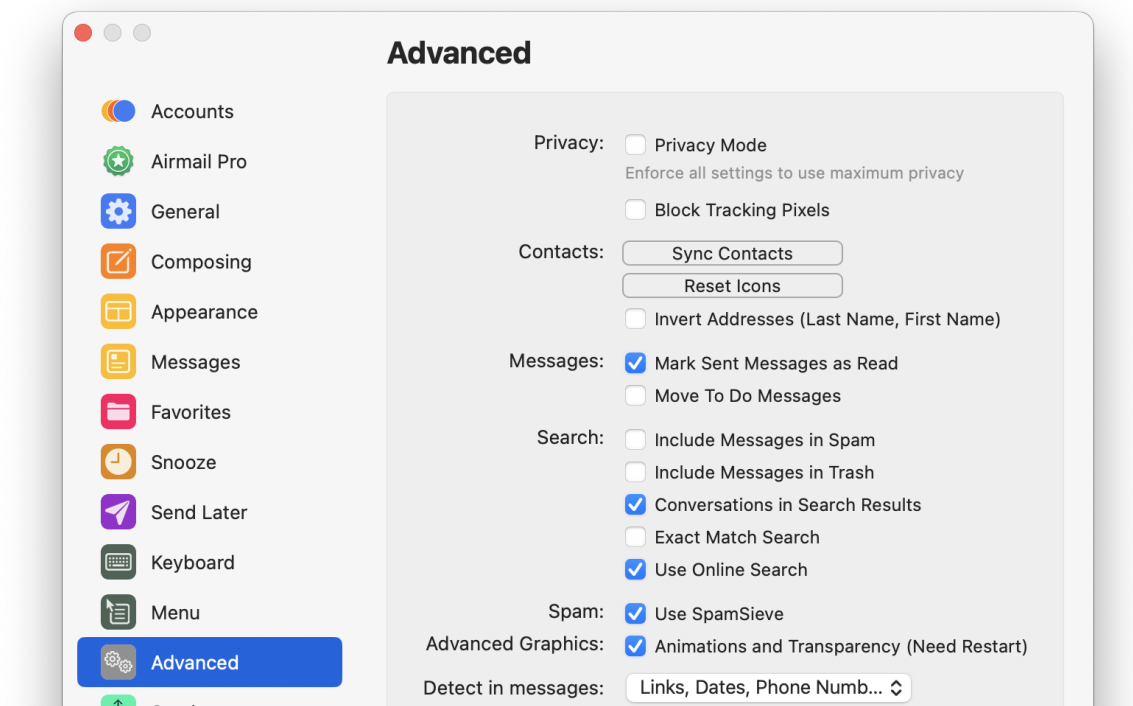 Advanced
Accounts
Airmail Pro
General
Composing
Appearance
Messages
Favorites
Snooze
Send Later
Keyboard
Menu
Advanced
Privacy: Privacy Mode
Enforce all settings to use maximum privacy
Block Tracking Pixels
Contacts: Sync Contacts
Reset Icons
Invert Addresses (Last Name, First Name)
Messages: Mark Sent Messages as Read
Move To Do Messages
Search: Include Messages in Spam
Include Messages in Trash
Conversations in Search Results
Exact Match Search
Use Online Search
Spam: Use SpamSieve
Advanced Graphics: Animations and Transparency (Need Restart)
Detect in messages: Links, Dates, Phone Numb...